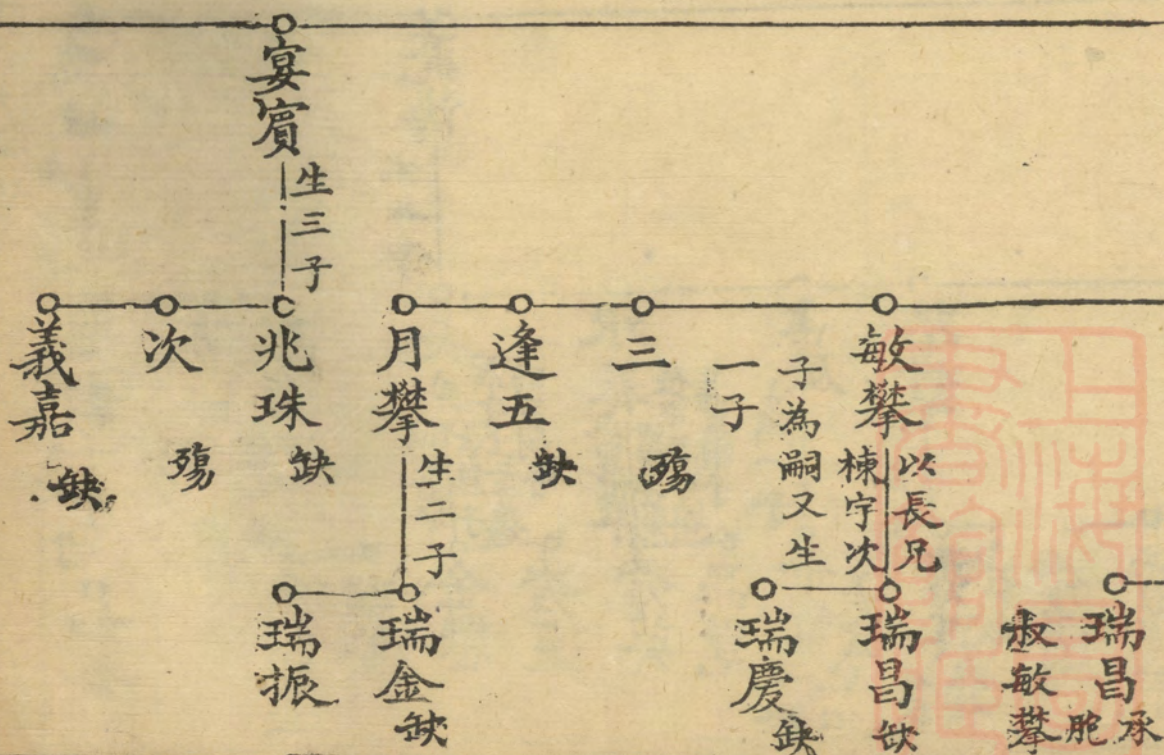 宴賓
生三子
敏攀
以長兄
棟宇次
子為嗣又生
一子
三
殤
逢五
缺
月攀
生二子
兆珠
缺
次
殤
義嘉
缺
瑞昌承
胞
叔敏攀
瑞昌
缺
瑞慶
缺
瑞金
缺
瑞振